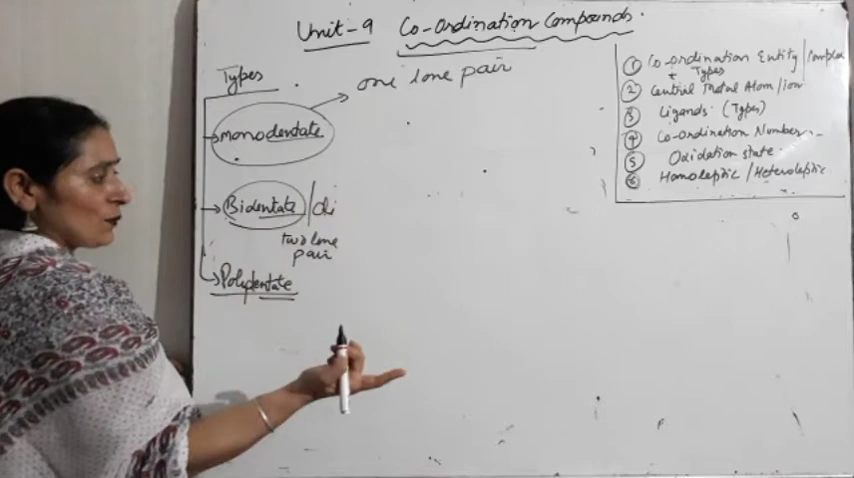 Unit-9 Co-Ordination Compounds.
Types
monodentate
one lone pair
Bidentate/di
two lone
pair
Polydentate
① Co-ordination Entity/Complex
+ Types
② Central Metal Atom/ion
③ Ligands. (Types)
④ Co-ordination Number
⑤ Oxidation state.
⑥ Homoleptic/Heteroleptic